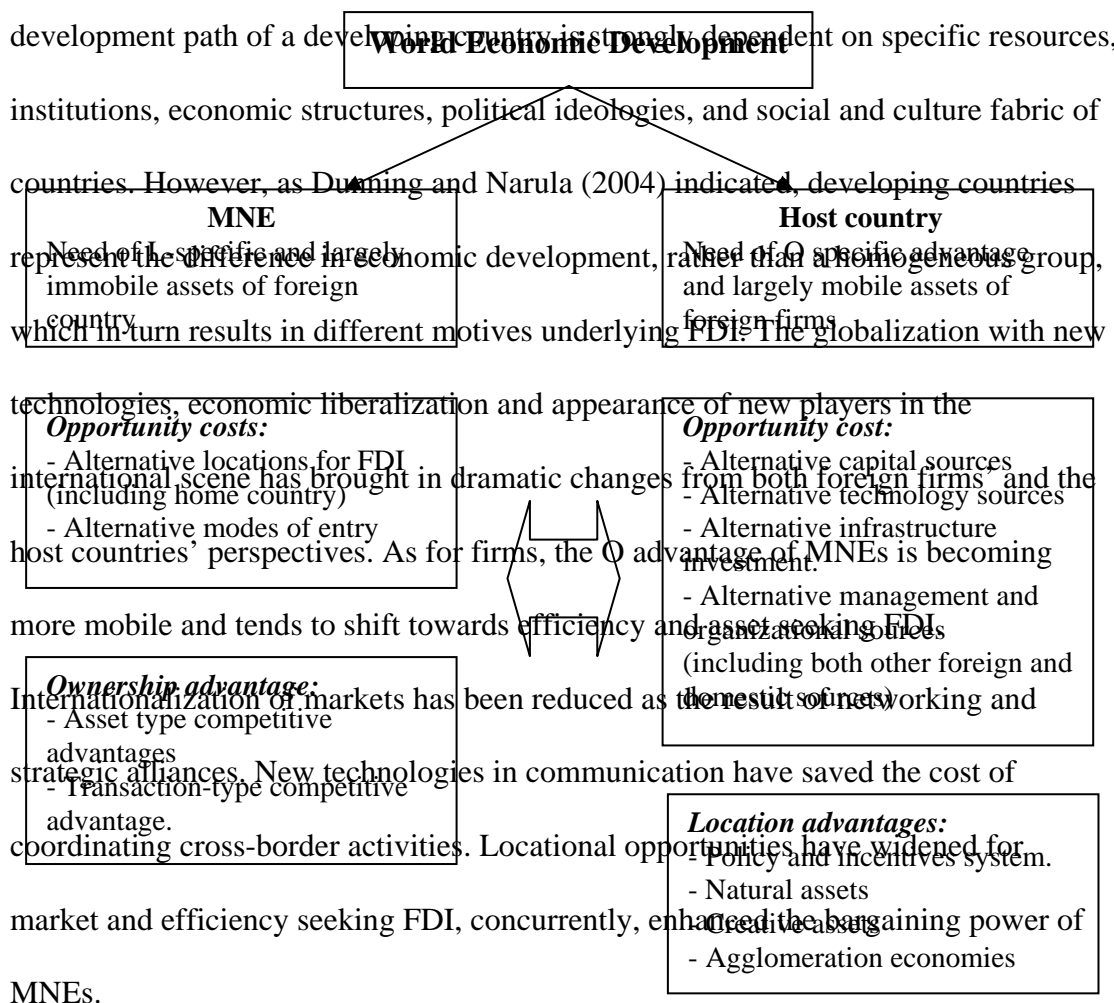 development path of a developing country is strongly dependent on specific resources,
institutions, economic structures, political ideologies, and social and culture fabric of
countries. However, as Dunning and Narula (2004) indicated, developing countries
represent the difference in economic development, rather than a homogeneous group,
which in turn results in different motives underlying FDI. The globalization with new
technologies, economic liberalization and appearance of new players in the
international scene has brought in dramatic changes from both foreign firms’ and the
host countries’ perspectives. As for firms, the O advantage of MNEs is becoming
more mobile and tends to shift towards efficiency and asset seeking FDI.
Internationalization of markets has been reduced as the result of networking and
strategic alliances. New technologies in communication have saved the cost of
coordinating cross-border activities. Locational opportunities have widened for
market and efficiency seeking FDI, concurrently, enhanced the bargaining power of
MNEs.
World Economic Development
MNE
Need of L-specific and largely
immobile assets of foreign
country
Host country
Need of O specific advantage
and largely mobile assets of
foreign firms
Opportunity costs:
- Alternative locations for FDI
(including home country)
- Alternative modes of entry
Opportunity cost:
- Alternative capital sources
- Alternative technology sources
- Alternative infrastructure
investment.
- Alternative management and
organizational sources
(including both other foreign and
domestic sources)
Ownership advantage:
- Asset type competitive
advantages
- Transaction-type competitive
advantage.
Location advantages:
- Policy and incentives system.
- Natural assets
- Creative assets
- Agglomeration economies